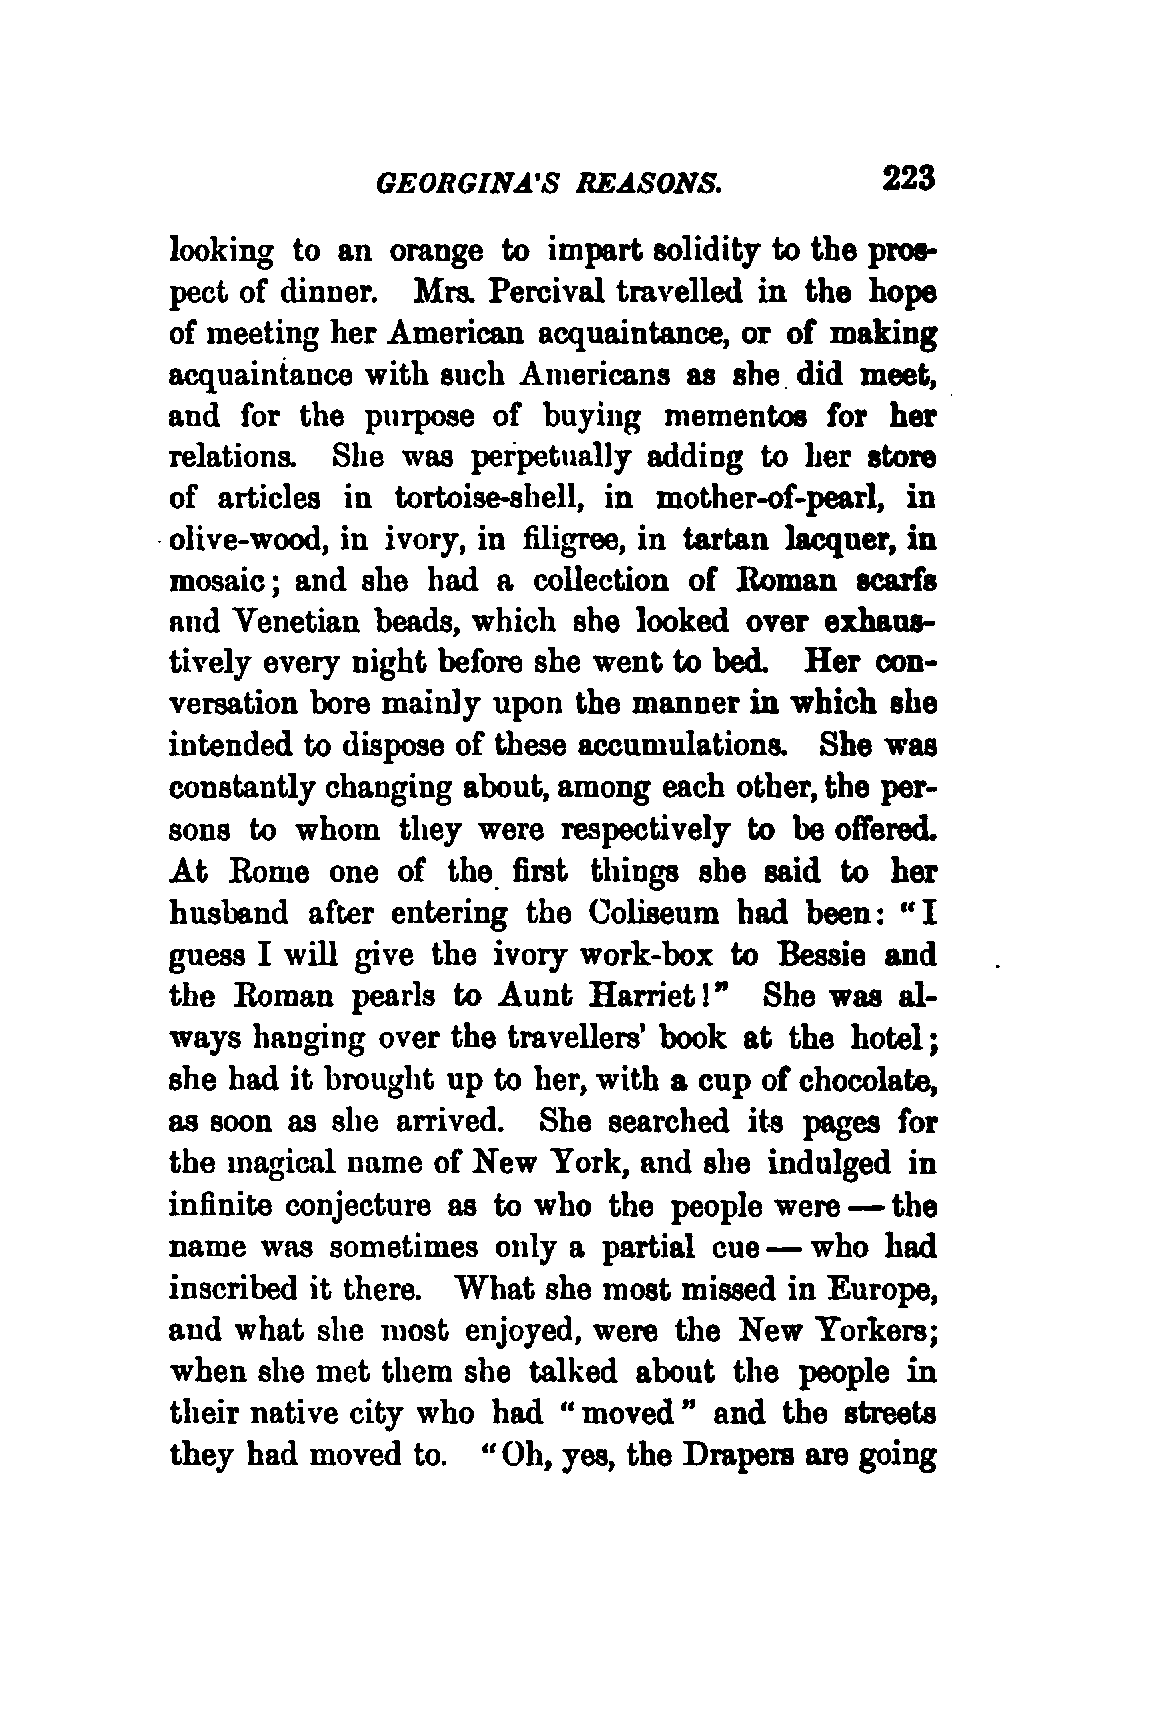 GEORGINA'S REASONS. 223
looking to an orange to impart solidity to the pros-
pect of dinner. Mrs. Percival travelled in the hope
of meeting her American acquaintance, or of making
acquaintance with such Americans as she did meet,
and for the purpose of buying mementos for her
relations. She was perpetually adding to her store
of articles in tortoise-shell, in mother-of-pearl, in
olive-wood, in ivory, in filigree, in tartan lacquer, in
mosaic; and she had a collection of Roman scarfs
and Venetian beads, which she looked over exhaus-
tively every night before she went to bed. Her con-
versation bore mainly upon the manner in which she
intended to dispose of these accumulations. She was
constantly changing about, among each other, the per-
sons to whom they were respectively to be offered.
At Rome one of the first things she said to her
husband after entering the Coliseum had been: "I
guess I will give the ivory work-box to Bessie and
the Roman pearls to Aunt Harriet!" She was al-
ways hanging over the travellers' book at the hotel;
she had it brought up to her, with a cup of chocolate,
as soon as she arrived. She searched its pages for
the magical name of New York, and she indulged in
infinite conjecture as to who the people were — the
name was sometimes only a partial cue — who had
inscribed it there. What she most missed in Europe,
and what she most enjoyed, were the New Yorkers;
when she met them she talked about the people in
their native city who had "moved" and the streets
they had moved to. "Oh, yes, the Drapers are going